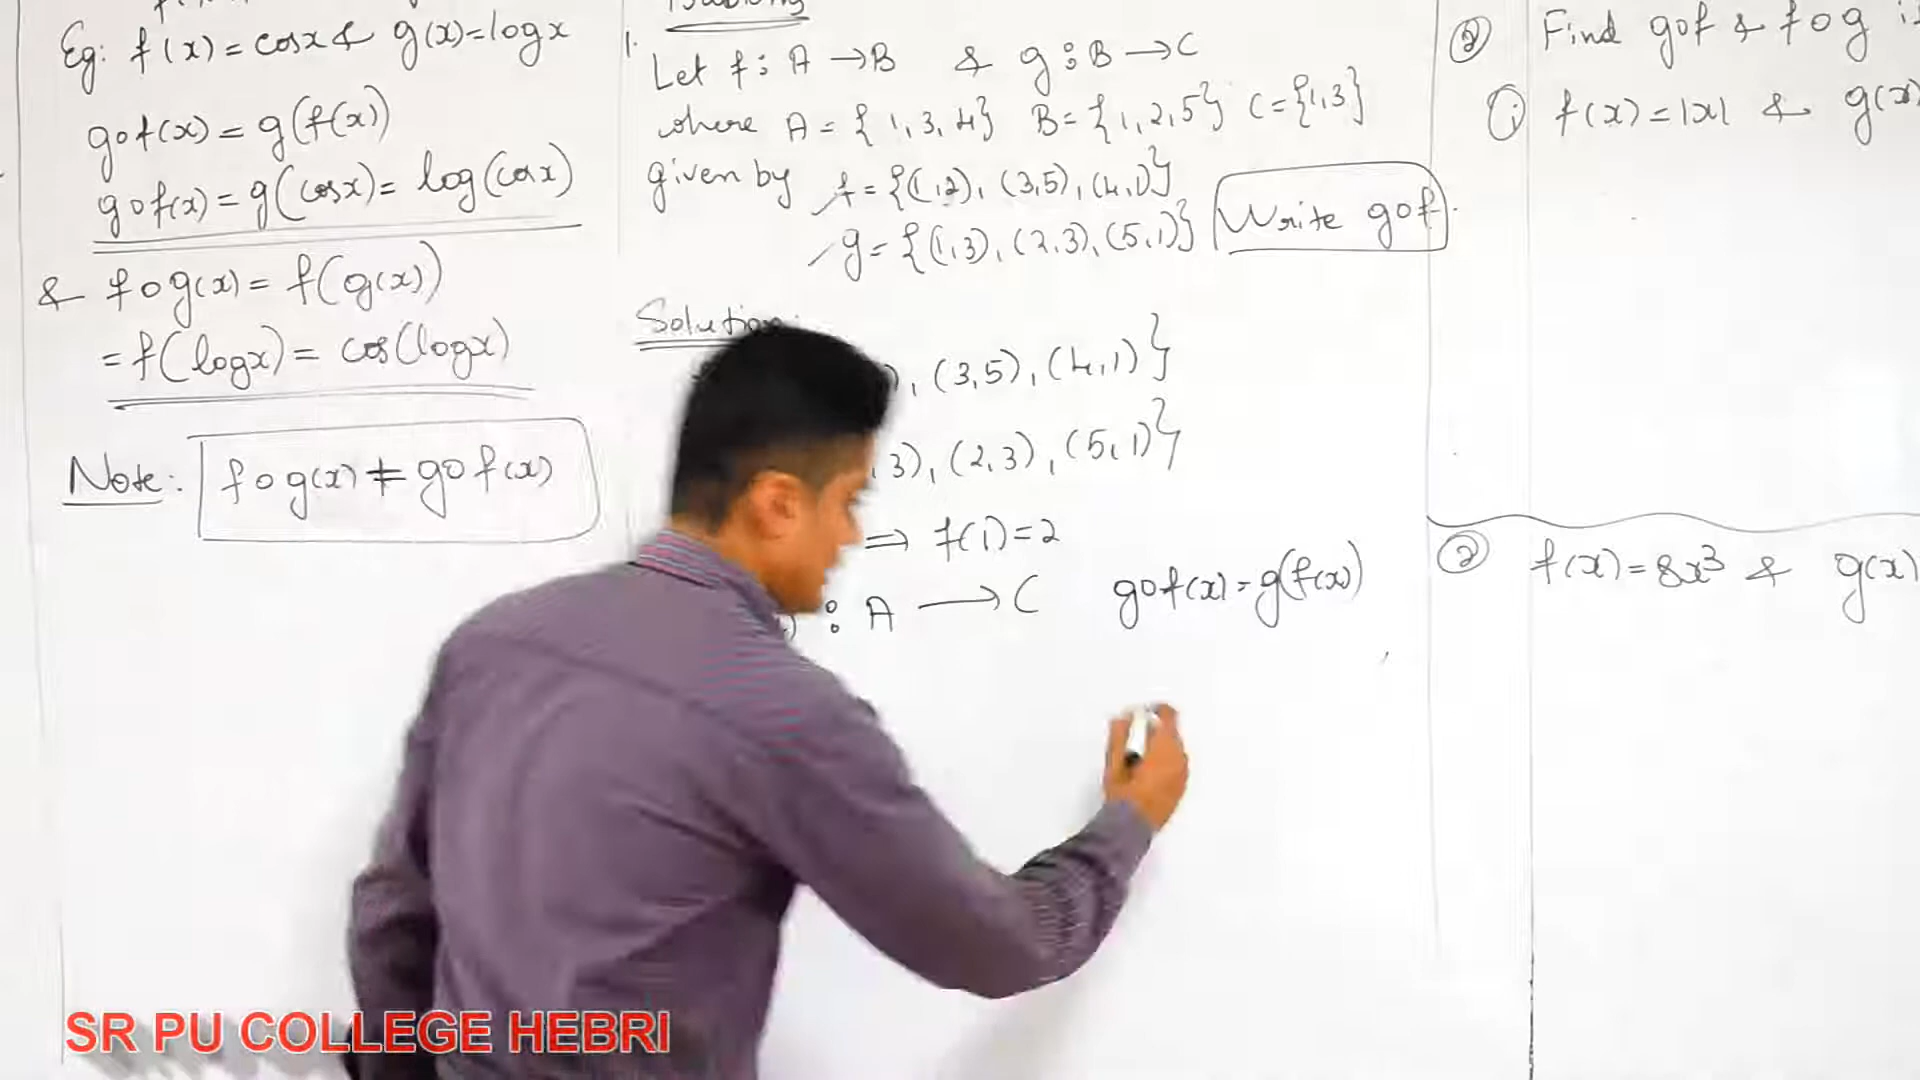 Eg: f(x) = cosx & g(x)=logx
gof(x) = g(f(x))
gof(x) = g(cosx) = log(cosx)
& fog(x) = f(g(x))
= f(logx) = cos(logx)
Note: fog(x) ≠ gof(x)
1.
Let f: A → B & g: B → C
where A = {1, 3, 4} B = {1, 2, 5} C = {1, 3}
given by f = {(1,2), (3,5), (4,1)}
g = {(1,3), (2,3), (5,1)} Write gof.
Solution:
), (3,5), (4,1)}
,3), (2,3), (5,1)}
⇒ f(1) = 2
: A → C gof(x) = g(f(x))
② Find gof & fog
① f(x) = |x| & g(x)
② f(x) = 8x³ & g(x)
SR PU COLLEGE HEBRI